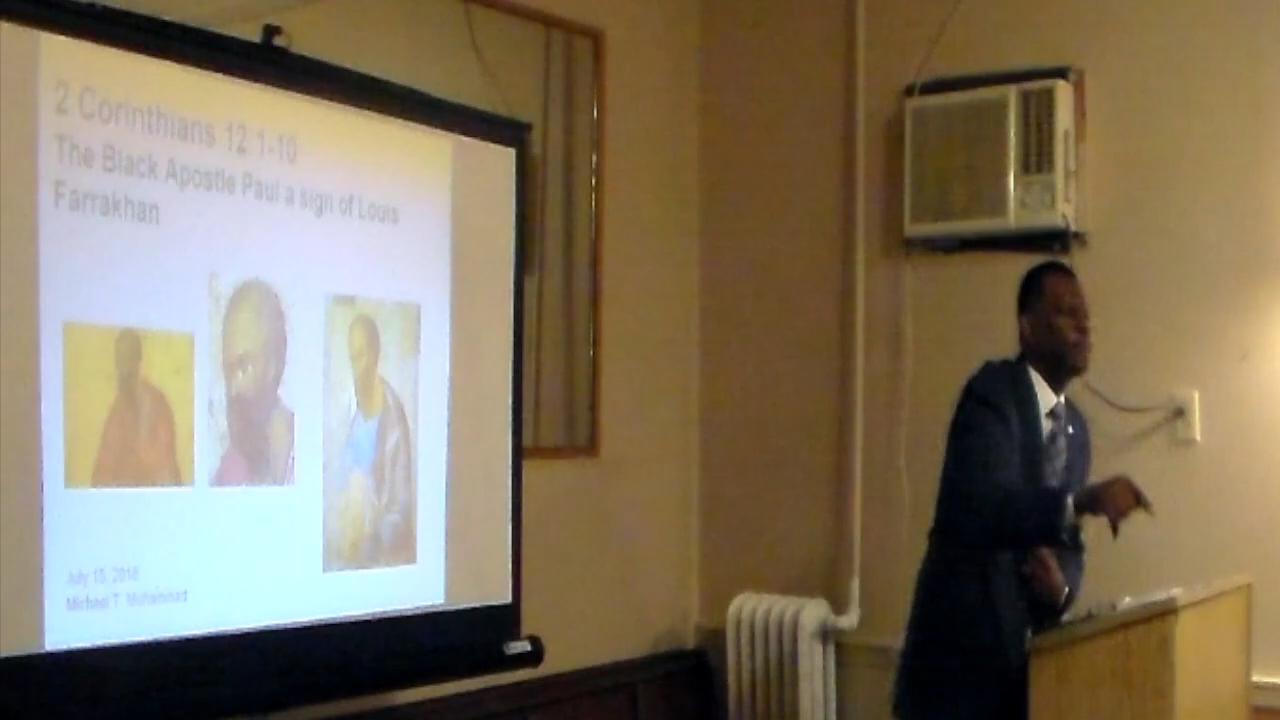 2 Corinthians 12 1-10
The Black Apostle Paul a sign of Louis
Farrakhan
July 15, 2018
Michael T. Muhammad